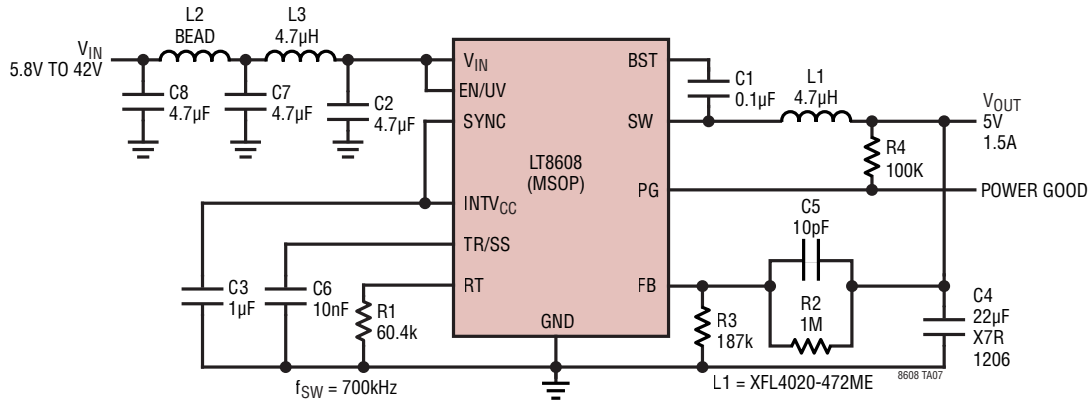 L2
BEAD
L3
4.7µH
VIN
5.8V TO 42V
C8
4.7µF
C7
4.7µF
C2
4.7µF
VIN
EN/UV
SYNC
INTVCC
TR/SS
RT
GND
LT8608
(MSOP)
BST
SW
PG
FB
C1
0.1µF
L1
4.7µH
VOUT
5V
1.5A
R4
100K
POWER GOOD
C5
10pF
R2
1M
R3
187k
C4
22µF
X7R
1206
C3
1µF
C6
10nF
R1
60.4k
fSW = 700kHz
L1 = XFL4020-472ME
8608 TA07